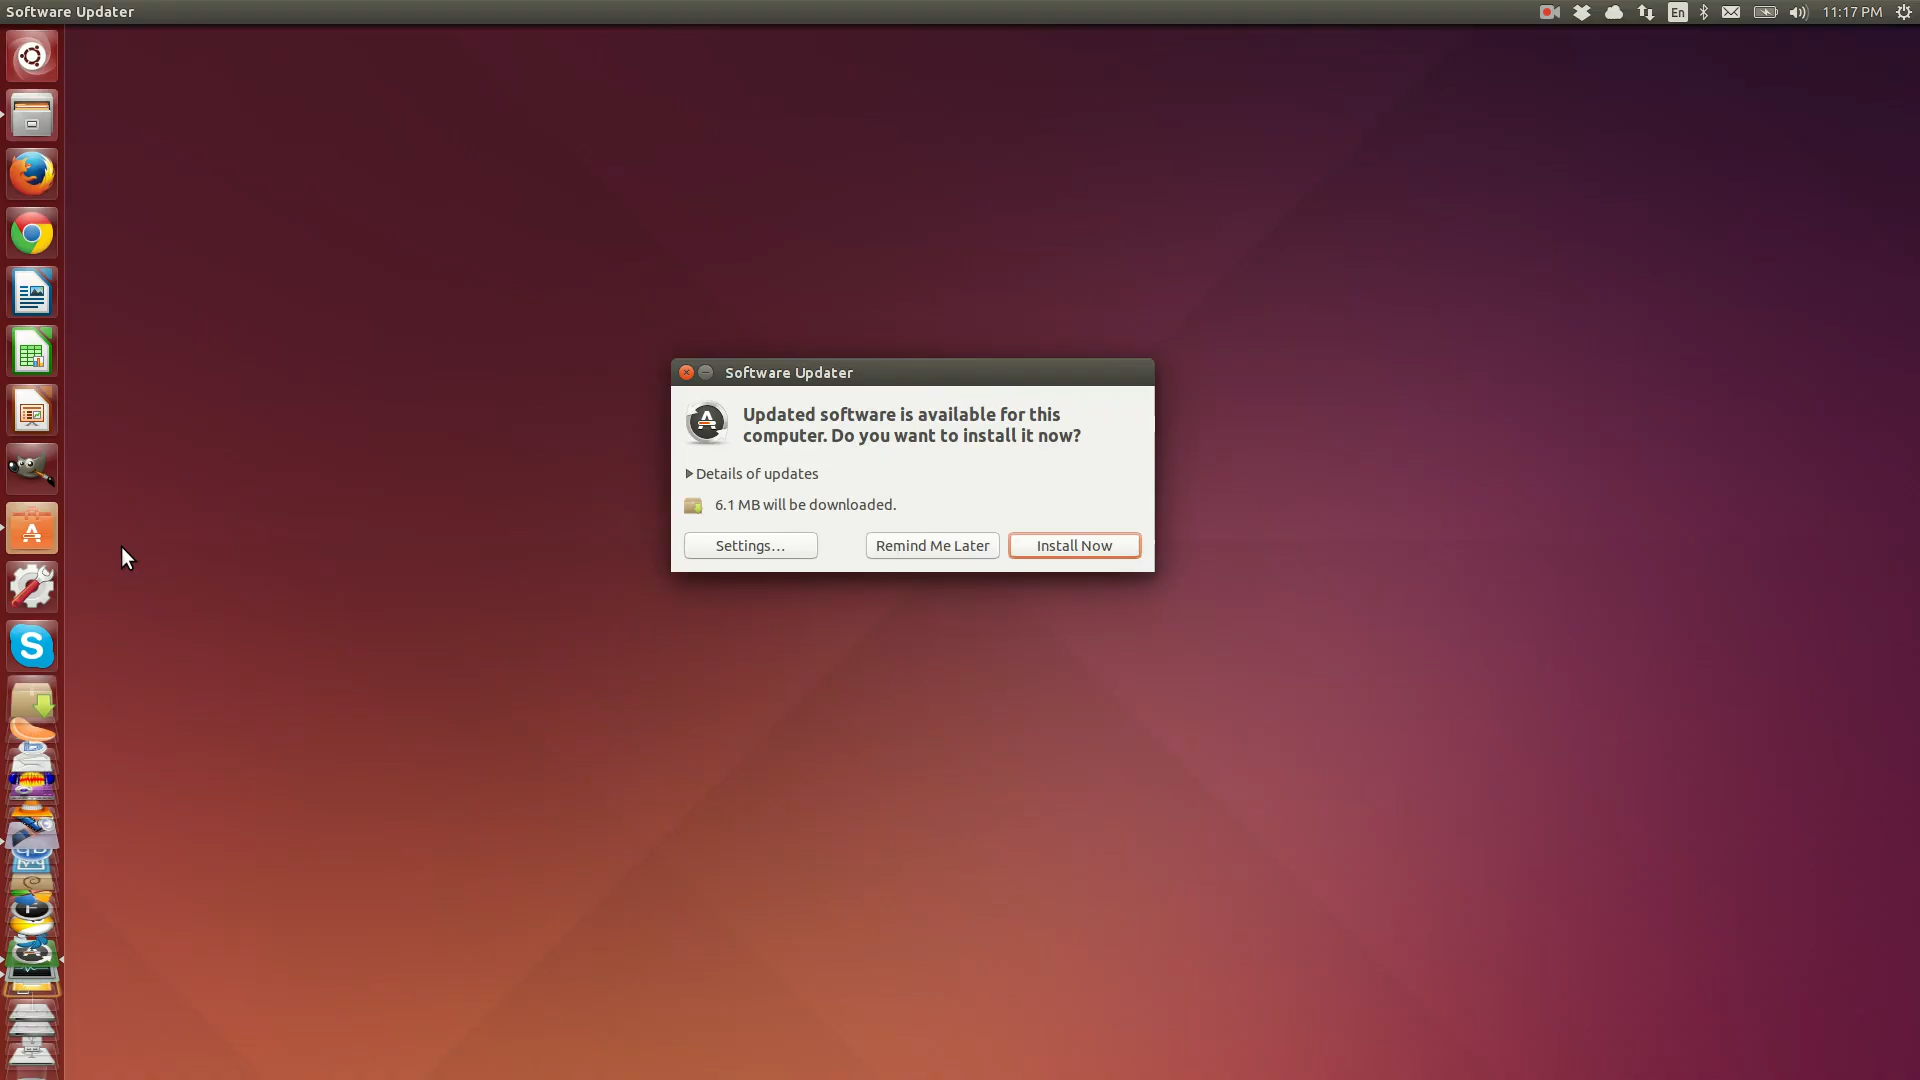 Software Updater
En
11:17 PM
Software Updater
Updated software is available for this
computer. Do you want to install it now?
Details of updates
6.1 MB will be downloaded.
Settings...
Remind Me Later
Install Now